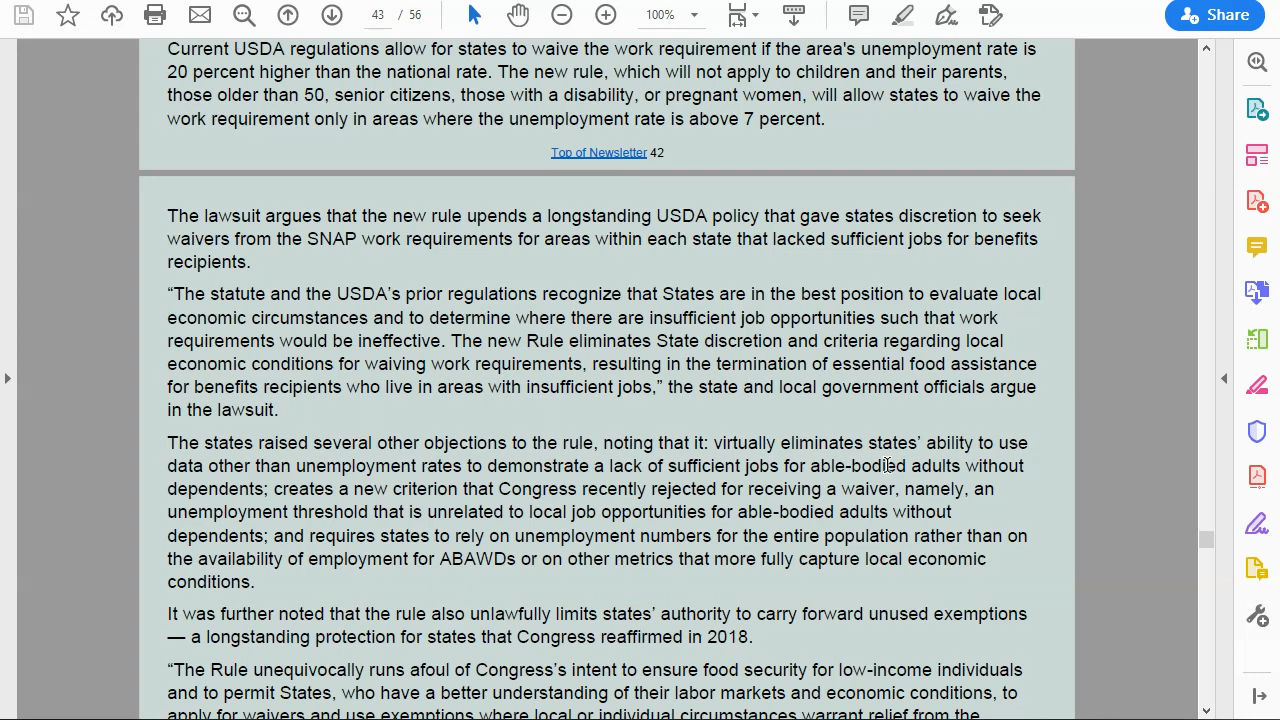 43 / 56
100%
Share
Current USDA regulations allow for states to waive the work requirement if the area's unemployment rate is
20 percent higher than the national rate. The new rule, which will not apply to children and their parents,
those older than 50, senior citizens, those with a disability, or pregnant women, will allow states to waive the
work requirement only in areas where the unemployment rate is above 7 percent.
Top of Newsletter 42
The lawsuit argues that the new rule upends a longstanding USDA policy that gave states discretion to seek
waivers from the SNAP work requirements for areas within each state that lacked sufficient jobs for benefits
recipients.
“The statute and the USDA’s prior regulations recognize that States are in the best position to evaluate local
economic circumstances and to determine where there are insufficient job opportunities such that work
requirements would be ineffective. The new Rule eliminates State discretion and criteria regarding local
economic conditions for waiving work requirements, resulting in the termination of essential food assistance
for benefits recipients who live in areas with insufficient jobs,” the state and local government officials argue
in the lawsuit.
The states raised several other objections to the rule, noting that it: virtually eliminates states’ ability to use
data other than unemployment rates to demonstrate a lack of sufficient jobs for able-bodied adults without
dependents; creates a new criterion that Congress recently rejected for receiving a waiver, namely, an
unemployment threshold that is unrelated to local job opportunities for able-bodied adults without
dependents; and requires states to rely on unemployment numbers for the entire population rather than on
the availability of employment for ABAWDs or on other metrics that more fully capture local economic
conditions.
It was further noted that the rule also unlawfully limits states’ authority to carry forward unused exemptions
— a longstanding protection for states that Congress reaffirmed in 2018.
“The Rule unequivocally runs afoul of Congress’s intent to ensure food security for low-income individuals
and to permit States, who have a better understanding of their labor markets and economic conditions, to
apply for waivers and use exemptions where local or individual circumstances warrant relief from the